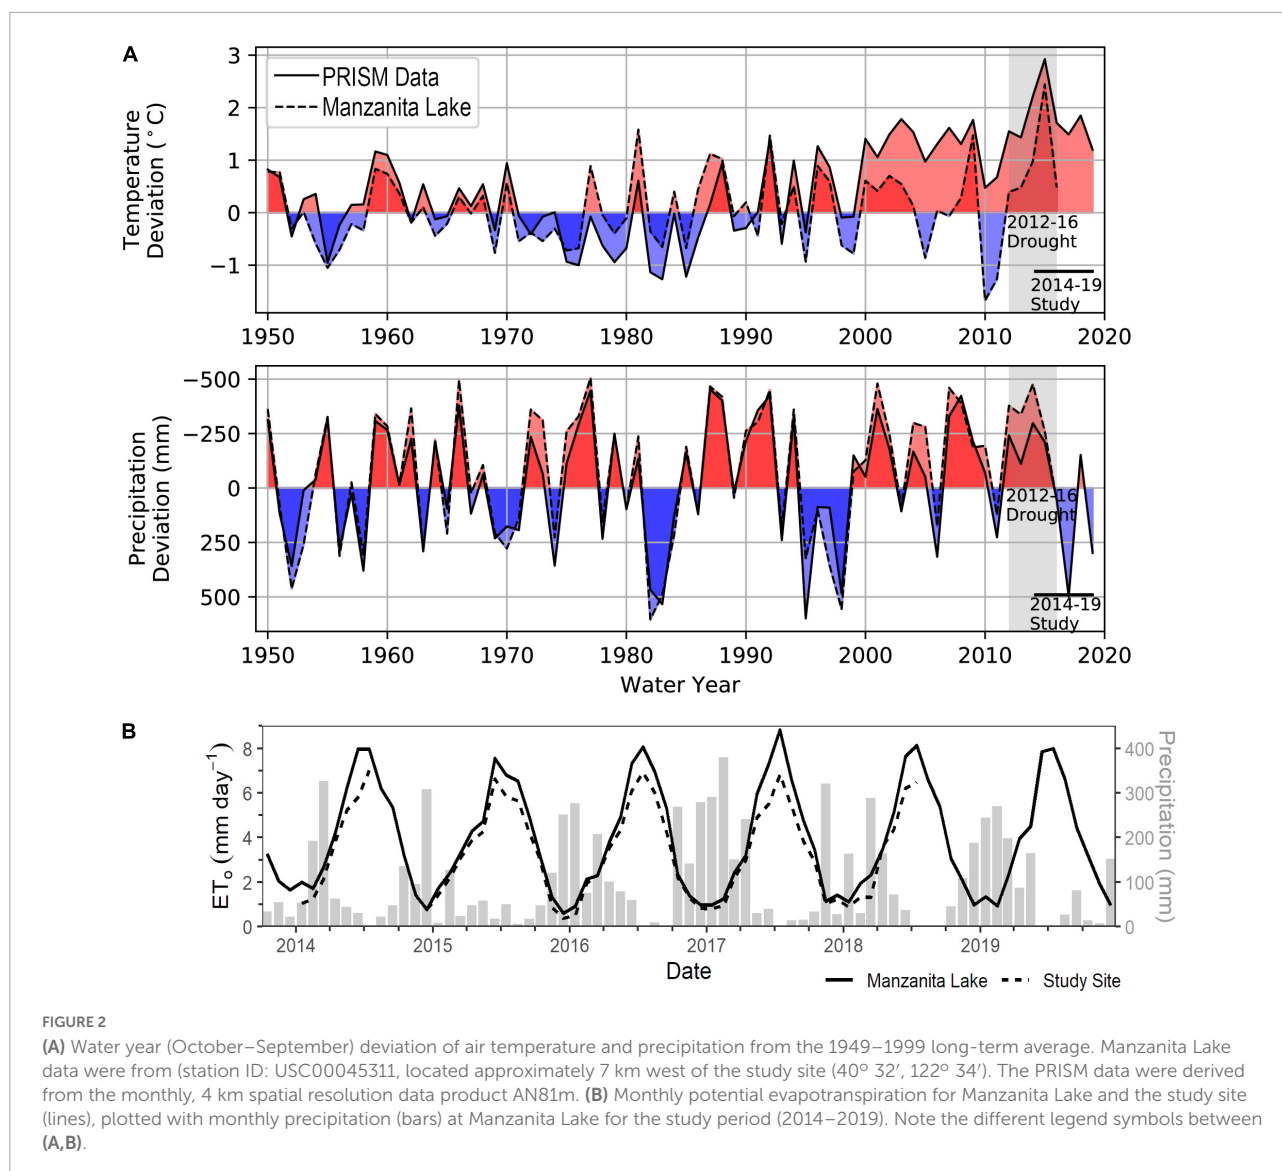 A
3
2
1
0
−1
Temperature
Deviation (°C)
PRISM Data
Manzanita Lake
2012-16
Drought
2014-19
Study
1950 1960 1970 1980 1990 2000 2010 2020
−500
−250
0
250
500
Precipitation
Deviation (mm)
2012-16
Drought
2014-19
Study
1950 1960 1970 1980 1990 2000 2010 2020
Water Year
B
8
6
4
2
0
ETo (mm day−1)
400
300
200
100
0
Precipitation (mm)
2014 2015 2016 2017 2018 2019
Date
Manzanita Lake Study Site
FIGURE 2
(A) Water year (October–September) deviation of air temperature and precipitation from the 1949–1999 long-term average. Manzanita Lake
data were from (station ID: USC00045311, located approximately 7 km west of the study site (40° 32′, 122° 34′). The PRISM data were derived
from the monthly, 4 km spatial resolution data product AN81m. (B) Monthly potential evapotranspiration for Manzanita Lake and the study site
(lines), plotted with monthly precipitation (bars) at Manzanita Lake for the study period (2014–2019). Note the different legend symbols between
(A,B).